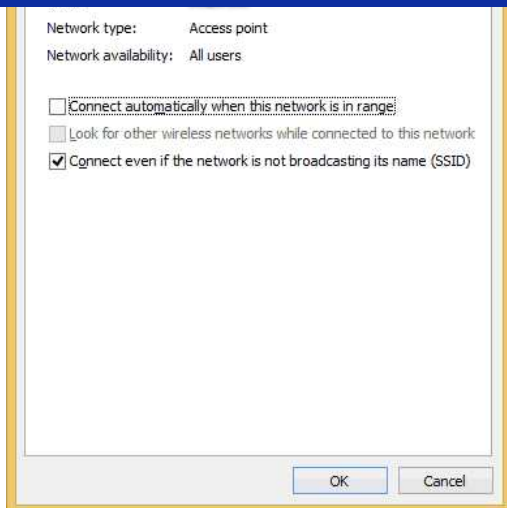 Network type: Access point
Network availability: All users
Connect automatically when this network is in range
Look for other wireless networks while connected to this network
Connect even if the network is not broadcasting its name (SSID)
OK Cancel